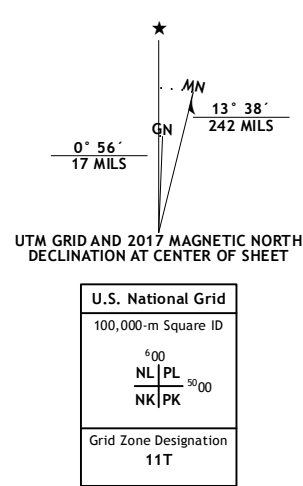 MN
GN
13° 38´
242 MILS
0° 56´
17 MILS
UTM GRID AND 2017 MAGNETIC NORTH
DECLINATION AT CENTER OF SHEET
U.S. National Grid
100,000-m Square ID
⁶00
NL PL
⁵⁰00
NK PK
Grid Zone Designation
11T